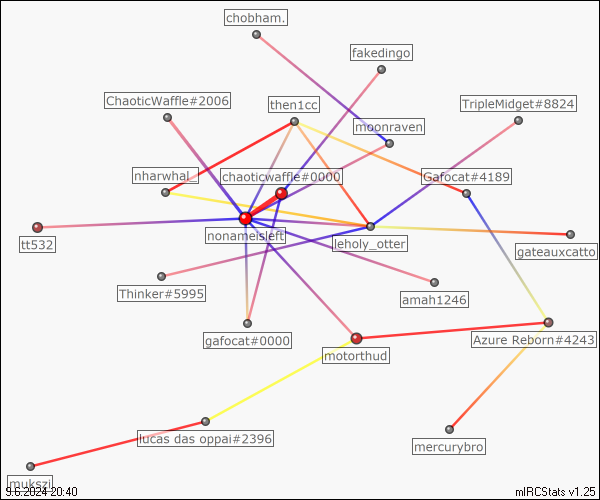 chobham.
fakedingo
ChaoticWaffle#2006
then1cc
TripleMidget#8824
moonraven
nharwhal_
chaoticwaffle#0000
Gafocat#4189
tt532
nonameisleft
leholy_otter
gateauxcatto
Thinker#5995
amah1246
gafocat#0000
motorthud
Azure Reborn#4243
lucas das oppai#2396
mercurybro
mukszi
9.6.2024 20:40
mIRCStats v1.25